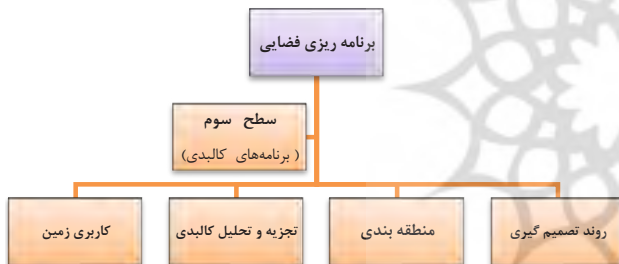 برنامه ریزی فضایی
سطح سوم
( برنامه‌های کالبدی)
روند تصمیم گیری
منطقه بندی
تجزیه و تحلیل کالبدی
کاربری زمین